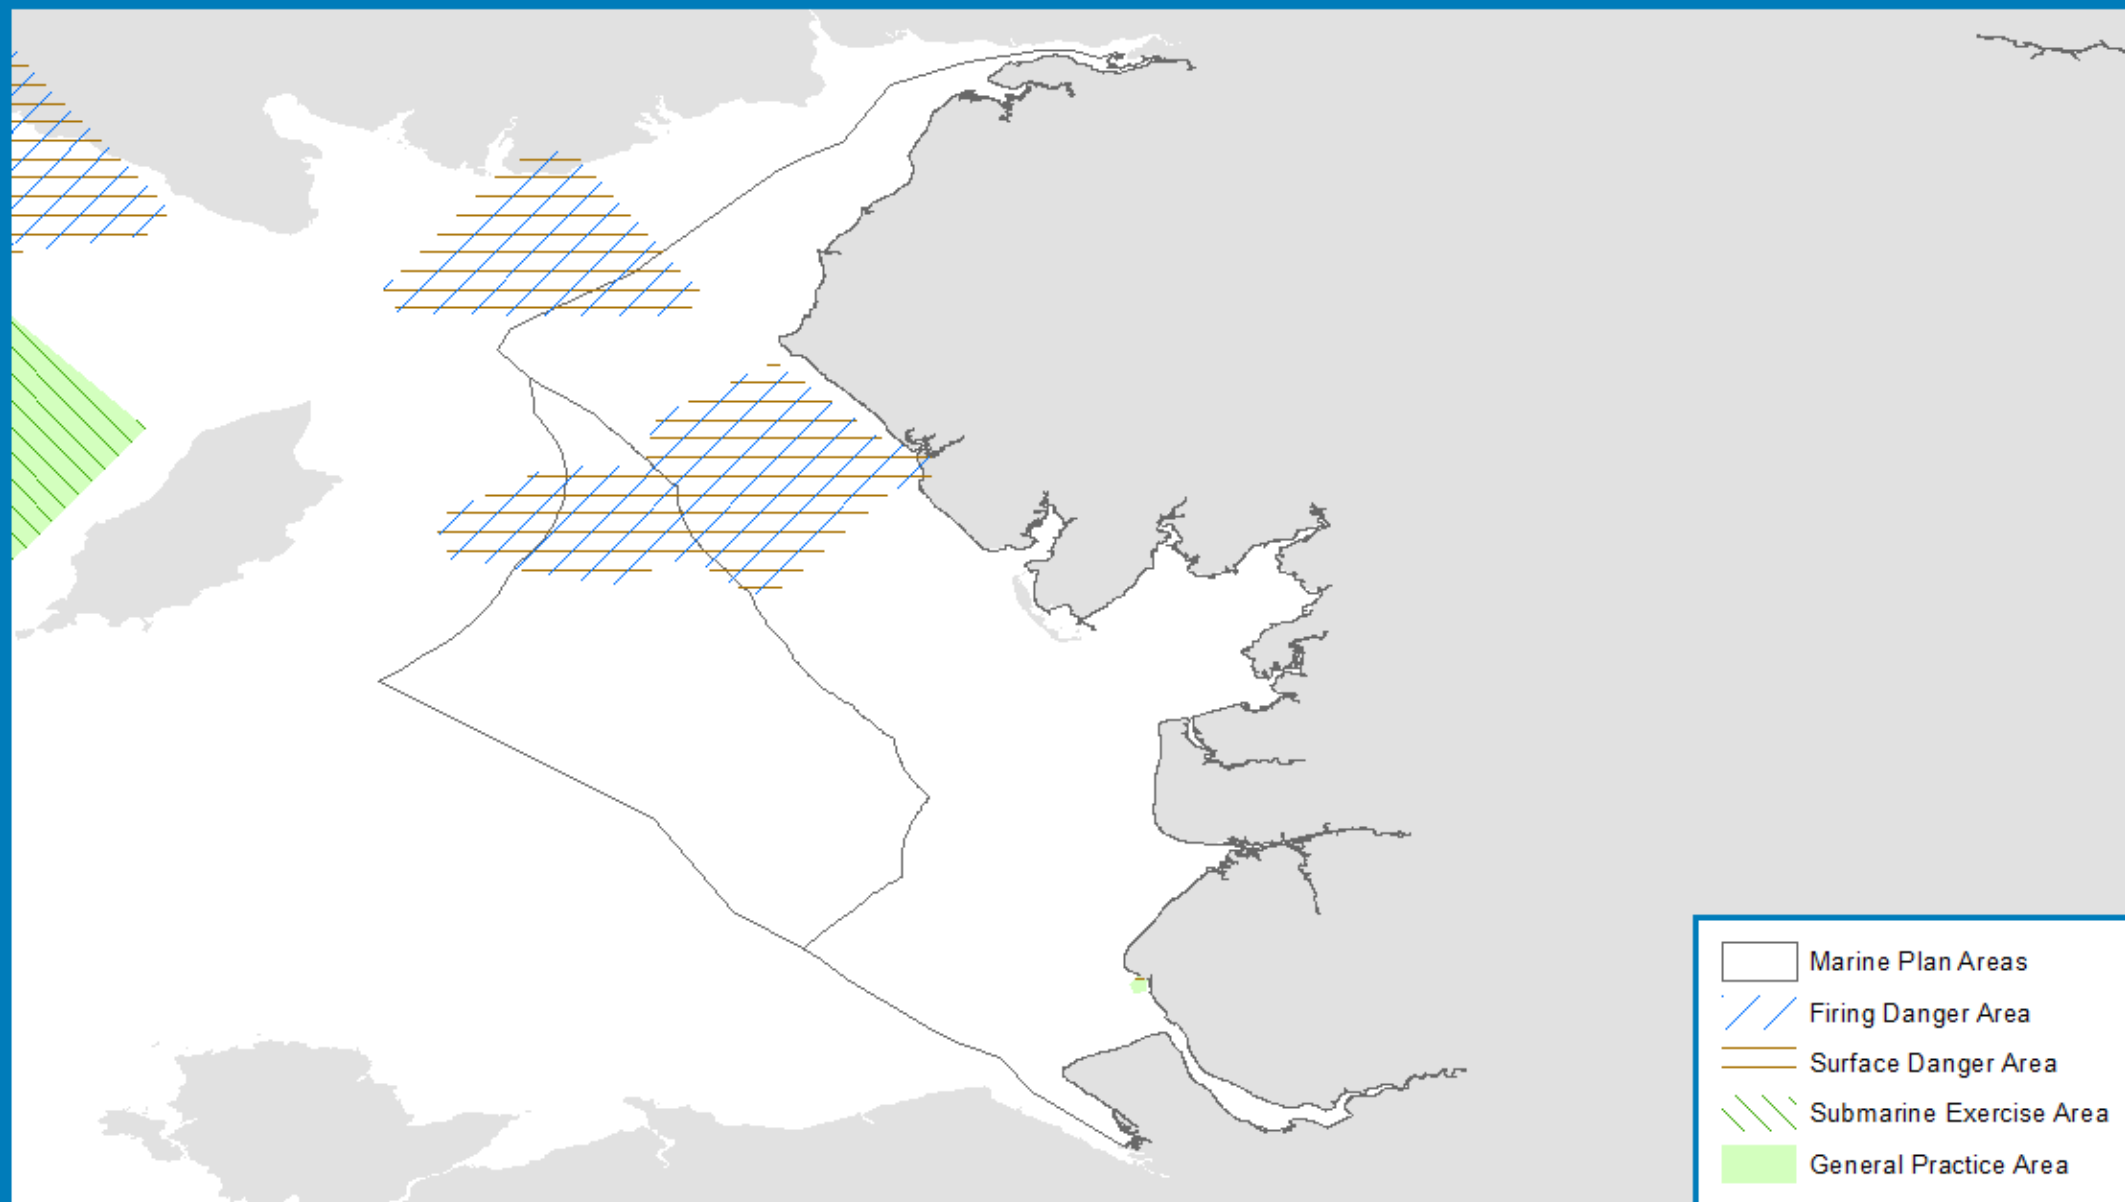 Marine Plan Areas
Firing Danger Area
Surface Danger Area
Submarine Exercise Area
General Practice Area